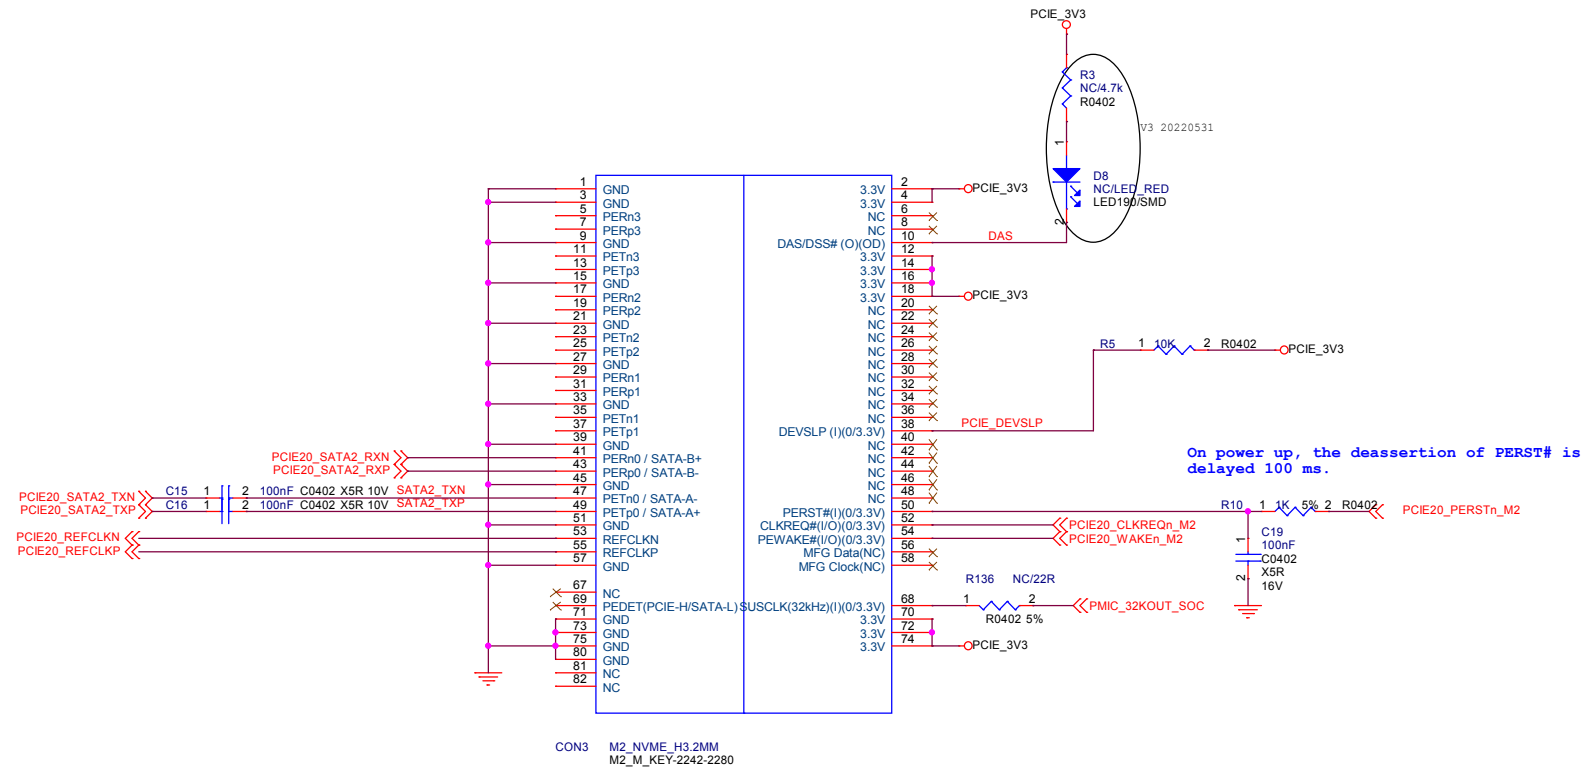 PCIE_3V3
R3
NC/4.7k
R0402
V3 20220531
1
D8
NC/LED_RED
LED190/SMD
2
DAS
1 GND
3 GND
5 PERn3
7 PERp3
9 GND
11 PETn3
13 PETp3
15 GND
17 PERn2
19 PERp2
21 GND
23 PETn2
25 PETp2
27 GND
29 PERn1
31 PERp1
33 GND
35 PETn1
37 PETp1
39 GND
PCIE20_SATA2_RXN 41 PERn0 / SATA-B+
PCIE20_SATA2_RXP 43 PERp0 / SATA-B-
45 GND
PCIE20_SATA2_TXN C15 1 2 100nF C0402 X5R 10V SATA2_TXN 47 PETn0 / SATA-A-
PCIE20_SATA2_TXP C16 1 2 100nF C0402 X5R 10V SATA2_TXP 49 PETp0 / SATA-A+
51 GND
PCIE20_REFCLKN 53 REFCLKN
PCIE20_REFCLKP 55 REFCLKP
57 GND
67 NC
69 PEDET(PCIE-H/SATA-L)
71 GND
73 GND
75 GND
80 GND
81 NC
82 NC
3.3V 2 PCIE_3V3
3.3V 4
NC 6
NC 8
DAS/DSS# (O)(OD) 10
3.3V 12
3.3V 14
3.3V 16
3.3V 18 PCIE_3V3
NC 20
NC 22
NC 24
NC 26
NC 28
NC 30
NC 32
NC 34
NC 36
DEVSLP (I)(0/3.3V) 38 PCIE_DEVSLP
R5 1 10K 2 R0402 PCIE_3V3
NC 40
NC 42
NC 44
NC 46
NC 48
PERST#(I)(0/3.3V) 50
CLKREQ#(I/O)(0/3.3V) 52 PCIE20_CLKREQn_M2
PEWAKE#(I/O)(0/3.3V) 54 PCIE20_WAKEn_M2
MFG Data(NC) 56
MFG Clock(NC) 58
On power up, the deassertion of PERST# is
delayed 100 ms.
R10 1 1K 5% 2 R0402 PCIE20_PERSTn_M2
C19
1 100nF
C0402
2 X5R
16V
R136 NC/22R
SUSCLK(32kHz)(I)(0/3.3V) 68 1 2 PMIC_32KOUT_SOC
R0402 5%
3.3V 70
3.3V 72
3.3V 74 PCIE_3V3
CON3 M2_NVME_H3.2MM
M2_M_KEY-2242-2280